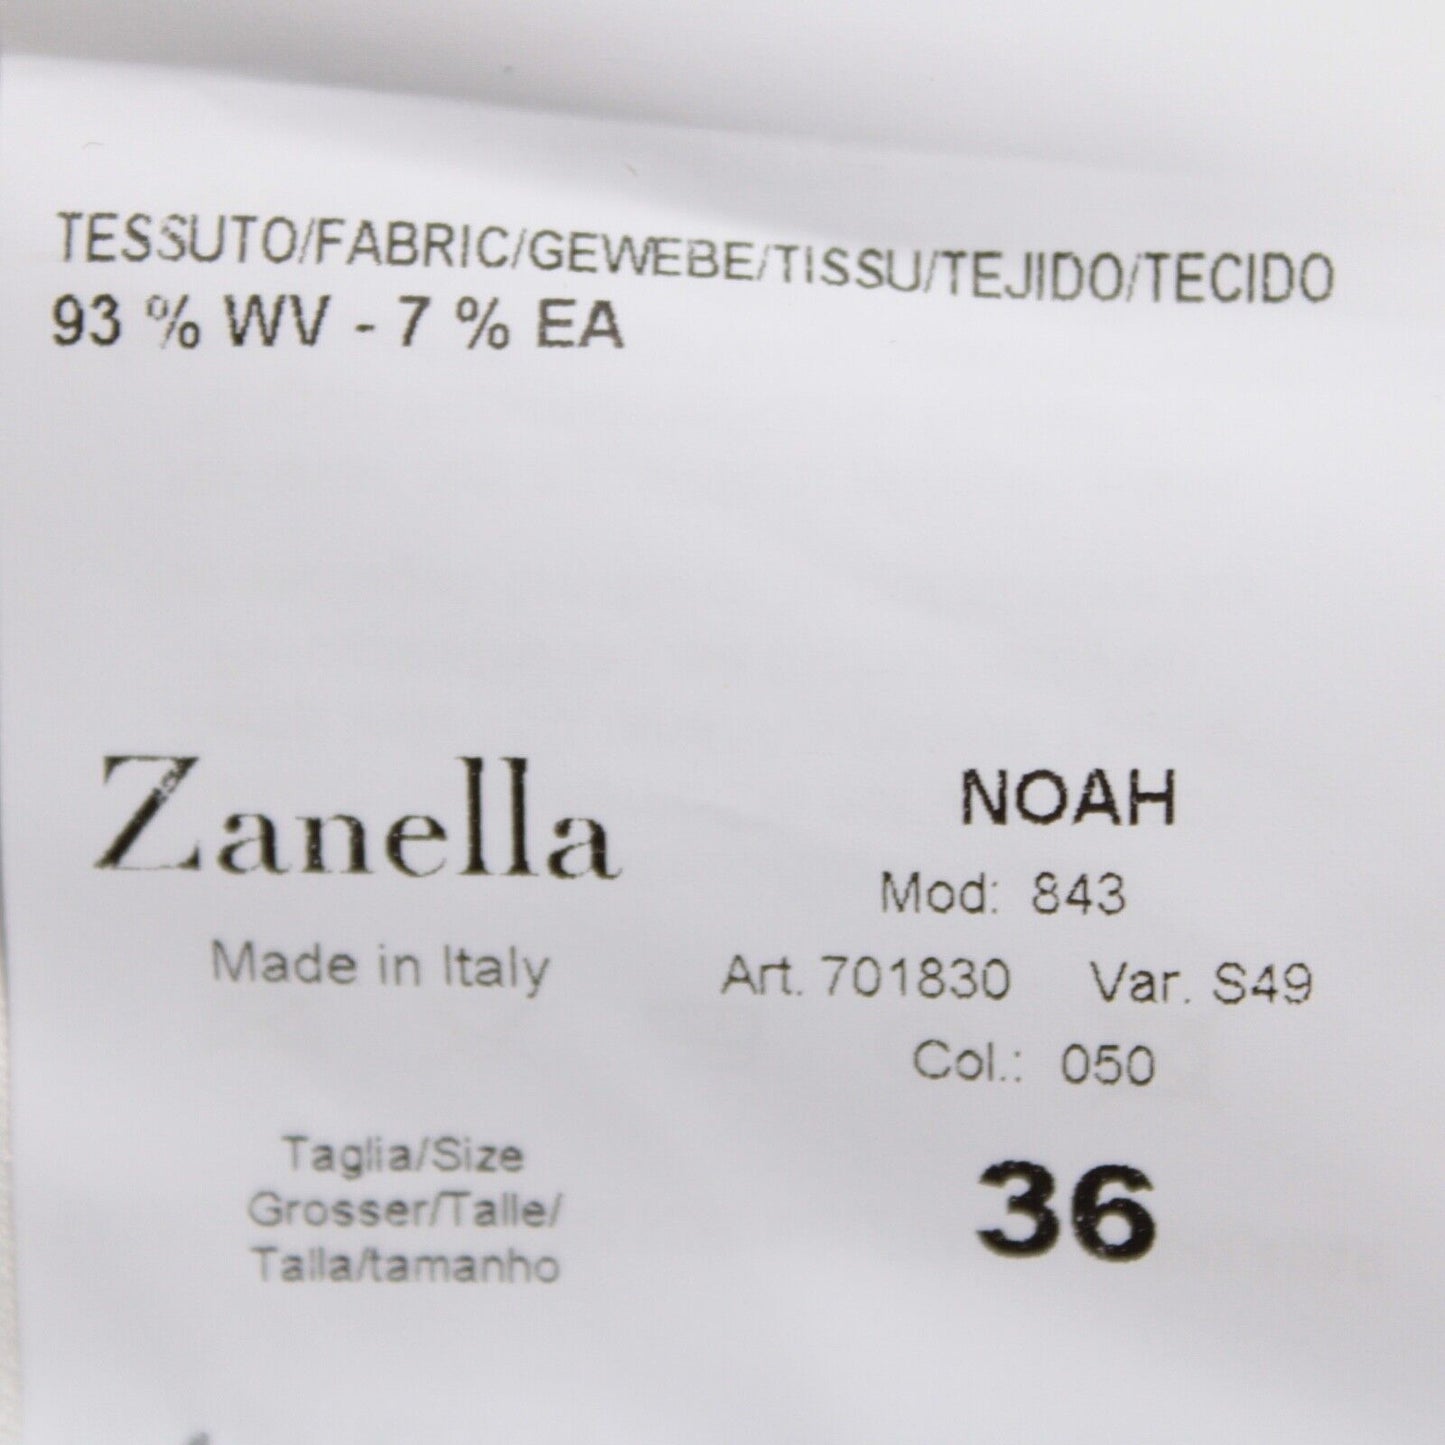 TESSUTO/FABRIC/GEWEBE/TISSU/TEJIDO/TECIDO
93 % WV - 7 % EA
Zanella
Made in Italy
NOAH
Mod: 843
Art. 701830 Var. S49
Col.: 050
Taglia/Size
Grosser/Talle/
Talla/tamanho
36